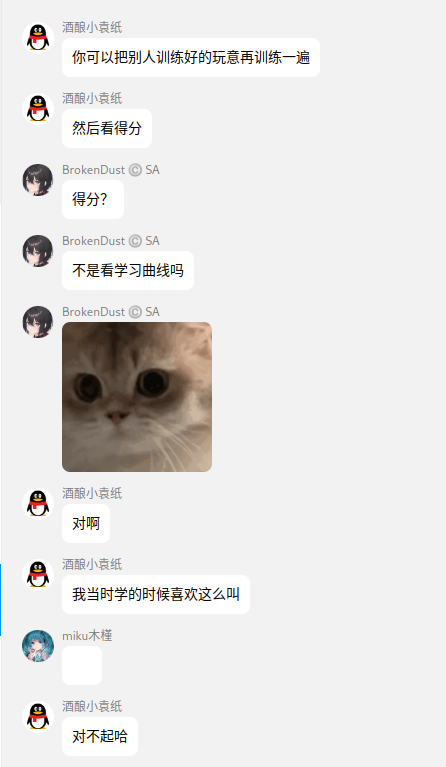 酒酿小袁纸
你可以把别人训练好的玩意再训练一遍
酒酿小袁纸
然后看得分
BrokenDust © SA
得分？
BrokenDust © SA
不是看学习曲线吗
BrokenDust © SA
酒酿小袁纸
对啊
酒酿小袁纸
我当时学的时候喜欢这么叫
miku木槿
酒酿小袁纸
对不起哈